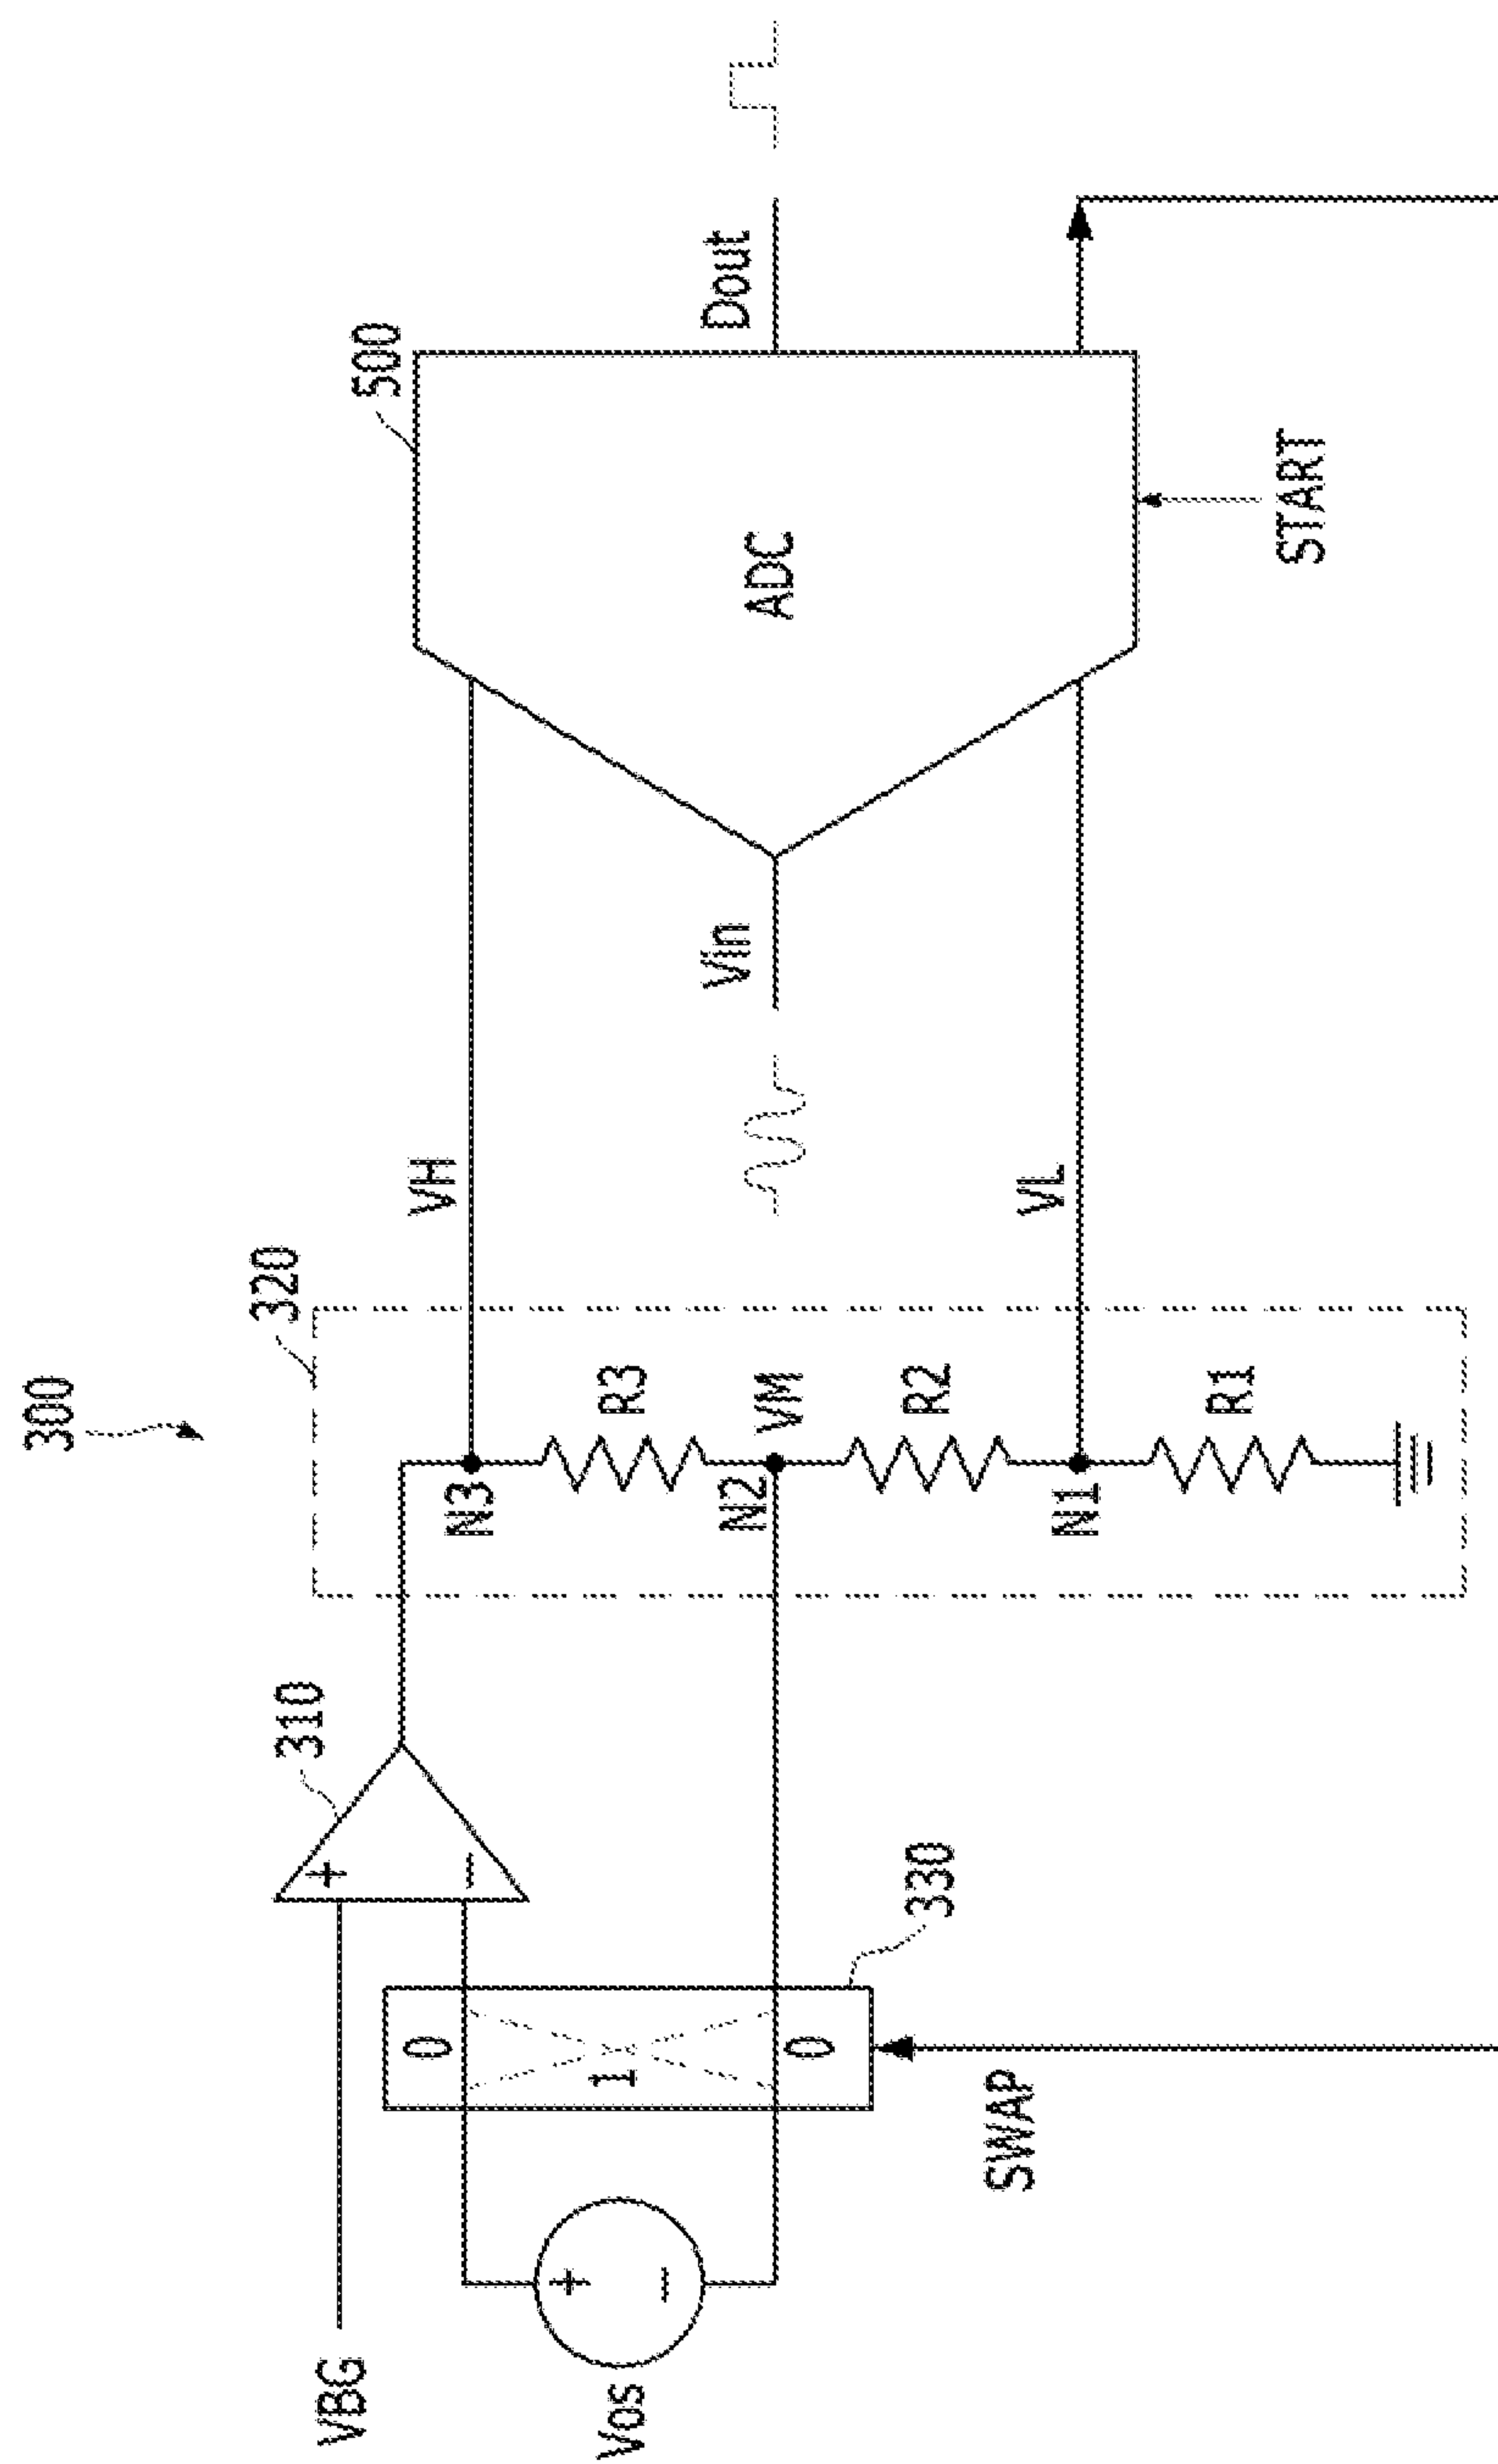 300
320
310
500
VH
N3
R3
VBG
+
−
0
1
0
330
N2
VM
Vin
ADC
Dout
Vos
+
−
R2
VL
N1
R1
SWAP
START